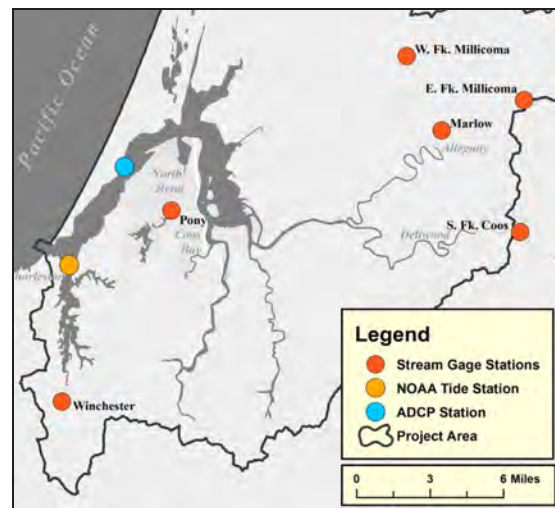 W. Fk. Millicoma
E. Fk. Millicoma
Marlow
Allegany
Pacific Ocean
North
Bend
Pony
Coos
Bay
S. Fk. Coos
Dellwood
Charleston
Winchester
Legend
Stream Gage Stations
NOAA Tide Station
ADCP Station
Project Area
0 3 6 Miles